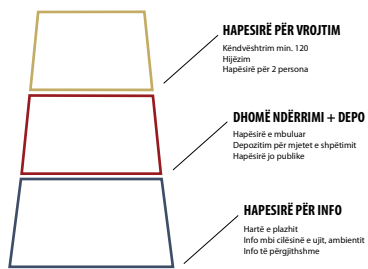 HAPESIRË PËR VROJTIM
Këndvështrim min. 120
Hijëzim
Hapësirë për 2 persona
DHOMË NDËRRIMI + DEPO
Hapësirë e mbuluar
Depozitim për mjetet e shpëtimit
Hapësirë jo publike
HAPESIRË PËR INFO
Hartë e plazhit
Info mbi cilësinë e ujit, ambientit
Info të përgjithshme